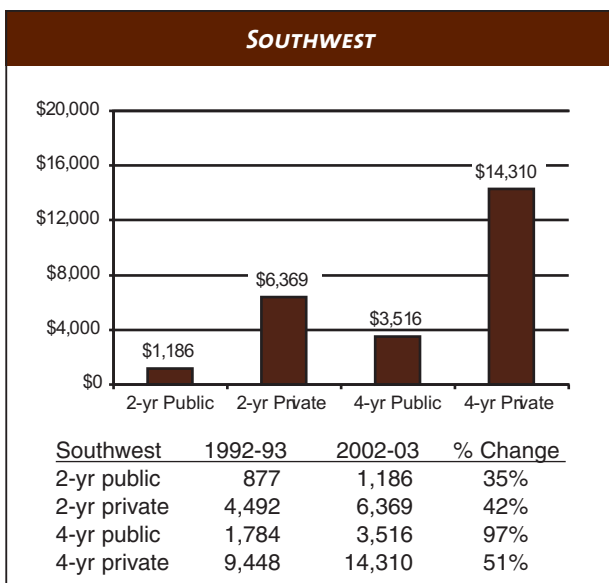 SOUTHWEST
$20,000
$16,000
$14,310
$12,000
$8,000
$6,369
$4,000
$3,516
$1,186
$0
2-yr Public 2-yr Private 4-yr Public 4-yr Private
Southwest 1992-93 2002-03 % Change
2-yr public 877 1,186 35%
2-yr private 4,492 6,369 42%
4-yr public 1,784 3,516 97%
4-yr private 9,448 14,310 51%